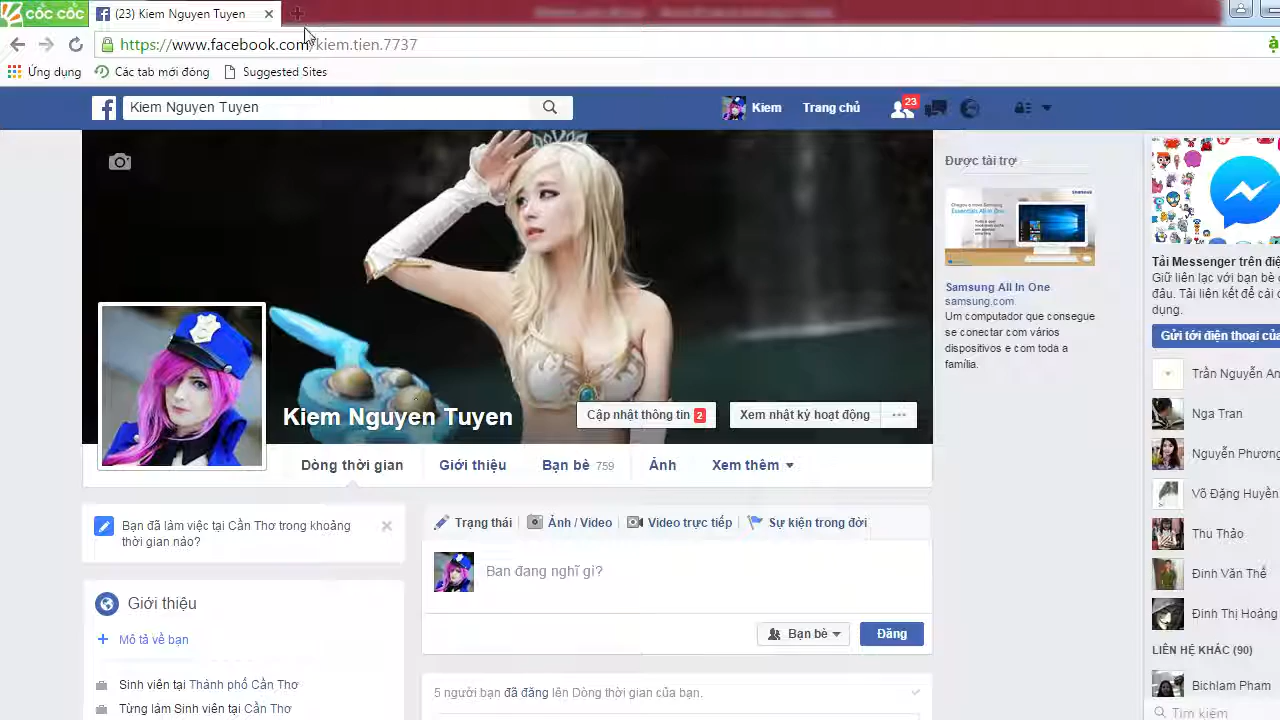 CỐC CỐC
(23) Kiem Nguyen Tuyen
https://www.facebook.com/kiem.tien.7737
Ứng dụng
Các tab mới đóng
Suggested Sites
Kiem Nguyen Tuyen
Kiem
Trang chủ
23
Kiem Nguyen Tuyen
Cập nhật thông tin 2
Xem nhật ký hoạt động
Dòng thời gian
Giới thiệu
Bạn bè 759
Ảnh
Xem thêm
Bạn đã làm việc tại Cần Thơ trong khoảng
thời gian nào?
Giới thiệu
Mô tả về bạn
Sinh viên tại Thành phố Cần Thơ
Từng làm Sinh viên tại Cần Thơ
Trạng thái
Ảnh / Video
Video trực tiếp
Sự kiện trong đời
Bạn đang nghĩ gì?
Bạn bè
Đăng
5 người bạn đã đăng lên Dòng thời gian của bạn.
Được tài trợ
SAMSUNG
Essentials All In One
Samsung All In One
samsung.com
Um computador que consegue
se conectar com vários
dispositivos e com toda a
família.
Tải Messenger trên điệ
Giữ liên lạc với bạn bè
đâu. Tải liên kết để cài
dụng.
Gửi tới điện thoại củ
Trần Nguyễn An
Nga Tran
Nguyễn Phương
Võ Đặng Huyền
Thu Thảo
Đinh Văn Thể
Đinh Thị Hoàng
LIÊN HỆ KHÁC (90)
Bichlam Pham
Tìm kiếm